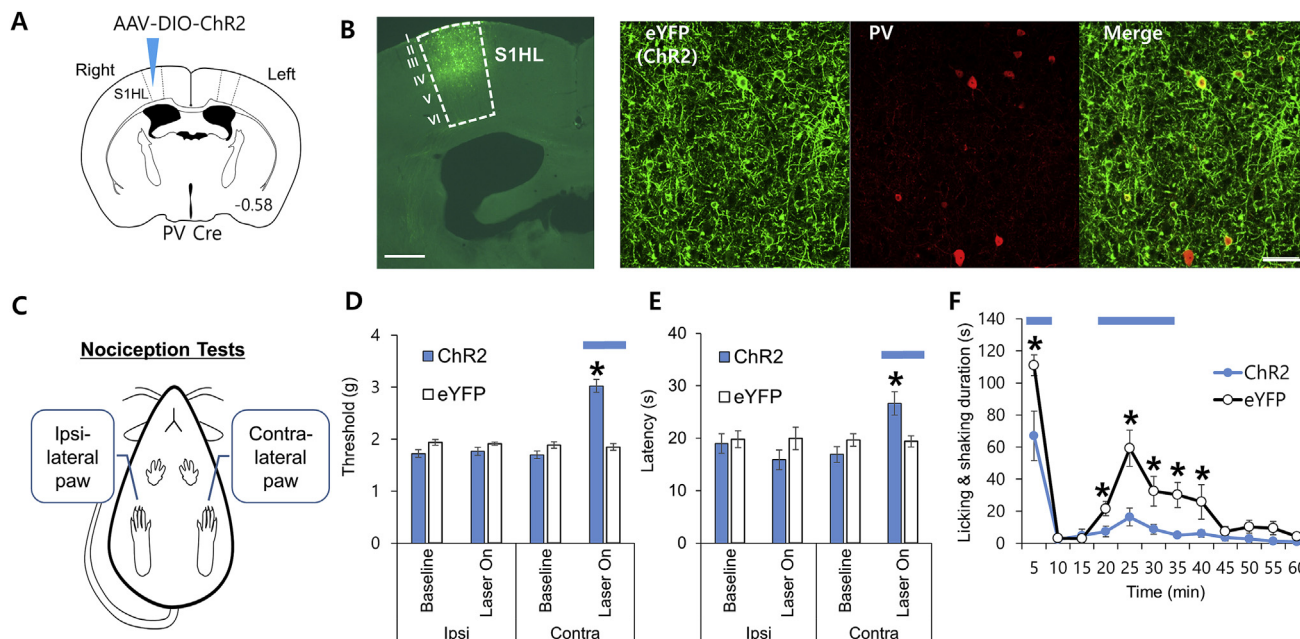 A
AAV-DIO-ChR2
Right
Left
S1HL
-0.58
PV Cre
B
I
II
III
IV
V
VI
S1HL
eYFP
(ChR2)
PV
Merge
C
Nociception Tests
Ipsi-
lateral
paw
Contra-
lateral
paw
D
Threshold (g)
4
3
2
1
0
ChR2
eYFP
*
Baseline
Laser On
Baseline
Laser On
Ipsi
Contra
E
Latency (s)
40
30
20
10
0
ChR2
eYFP
*
Baseline
Laser On
Baseline
Laser On
Ipsi
Contra
F
Licking & shaking duration (s)
140
120
100
80
60
40
20
0
* * * * * *
ChR2
eYFP
5 10 15 20 25 30 35 40 45 50 55 60
Time (min)